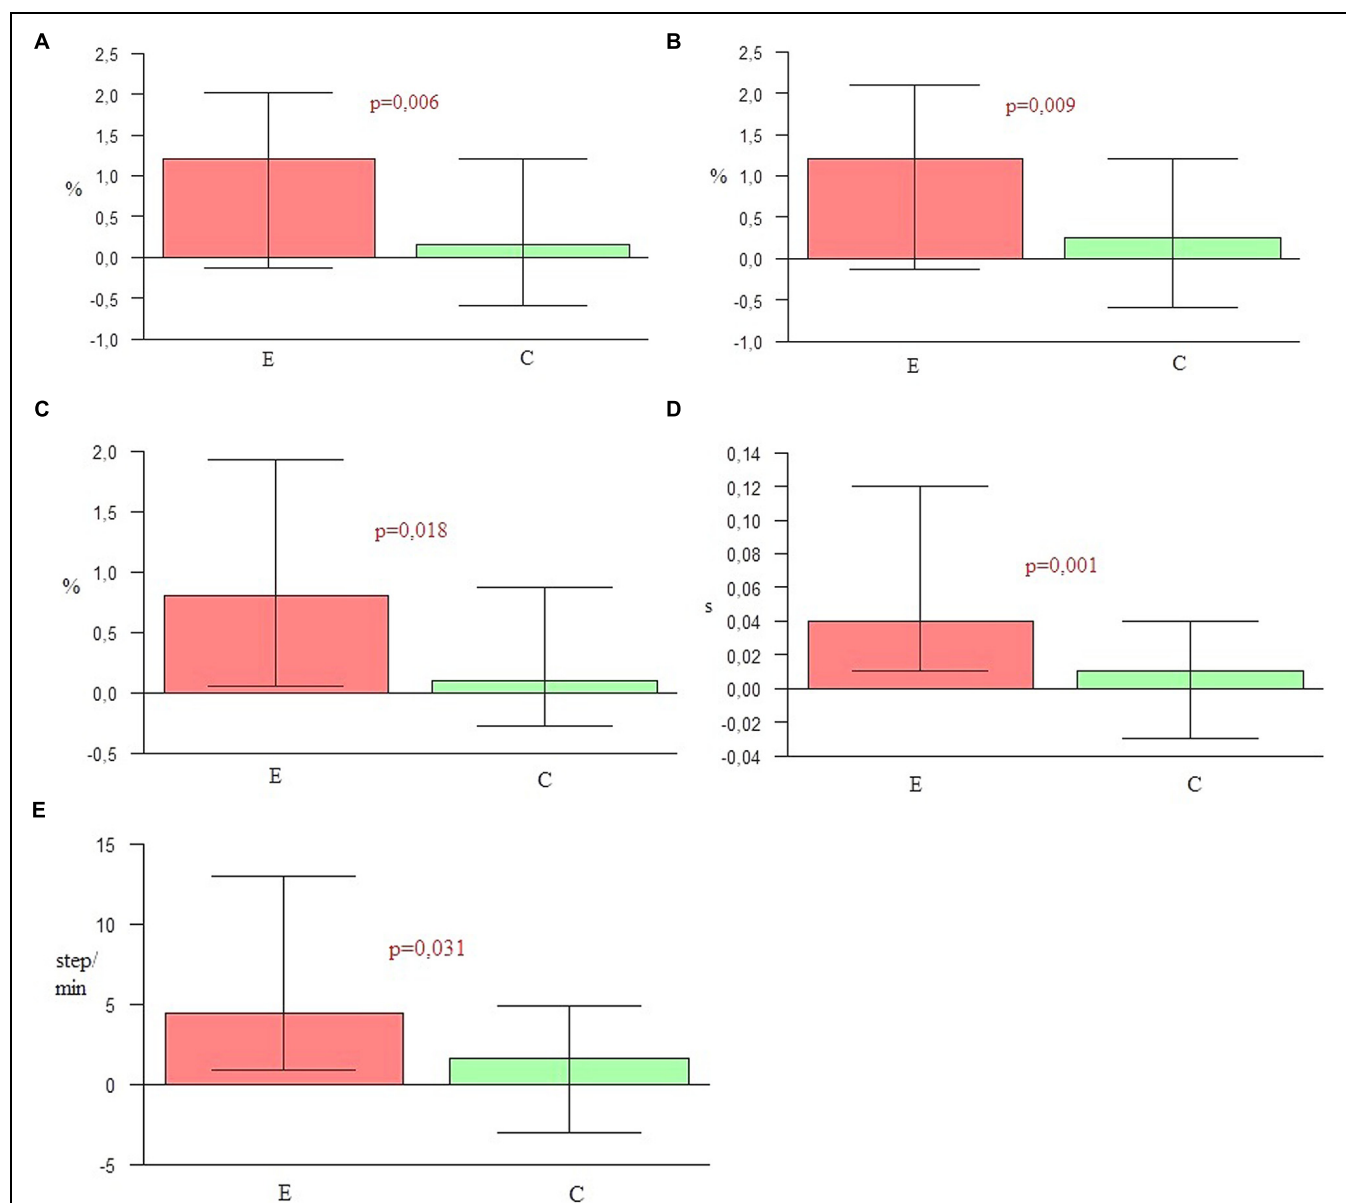 A
2,5
2,0
1,5
1,0
0,5
0,0
-0,5
-1,0
%
p=0,006
E
C
B
2,5
2,0
1,5
1,0
0,5
0,0
-0,5
-1,0
%
p=0,009
E
C
C
2,0
1,5
1,0
0,5
0,0
-0,5
%
p=0,018
E
C
D
0,14
0,12
0,10
0,08
0,06
0,04
0,02
0,00
-0,02
-0,04
s
p=0,001
E
C
E
15
10
5
0
-5
step/
min
p=0,031
E
C